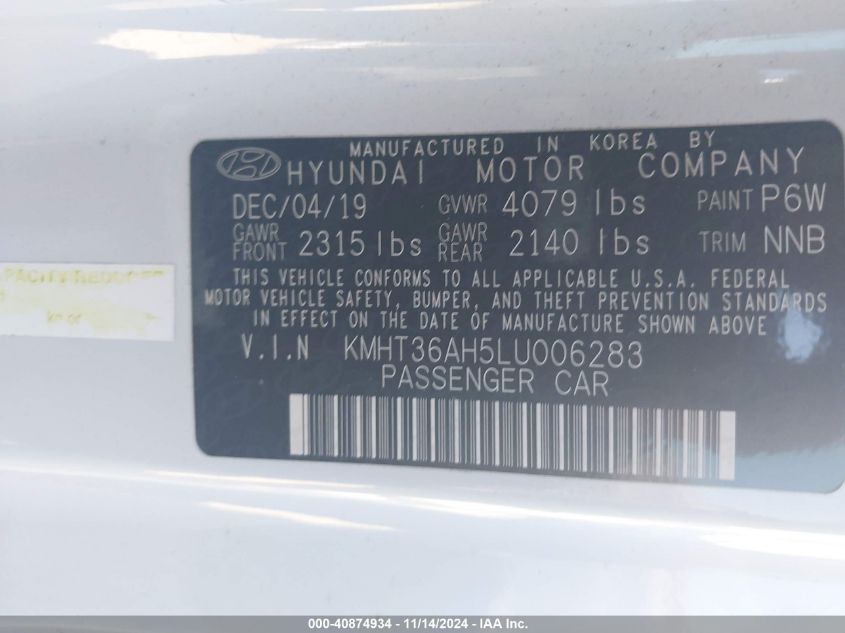 MANUFACTURED IN KOREA BY
HYUNDAI MOTOR COMPANY
DEC/04/19 GVWR 4079 lbs PAINT P6W
GAWR FRONT 2315 lbs GAWR REAR 2140 lbs TRIM NNB
THIS VEHICLE CONFORMS TO ALL APPLICABLE U.S.A. FEDERAL
MOTOR VEHICLE SAFETY, BUMPER, AND THEFT PREVENTION STANDARDS
IN EFFECT ON THE DATE OF MANUFACTURE SHOWN ABOVE
V.I.N KMHT36AH5LU006283
PASSENGER CAR
kg or
000-40874934 - 11/14/2024 - IAA Inc.